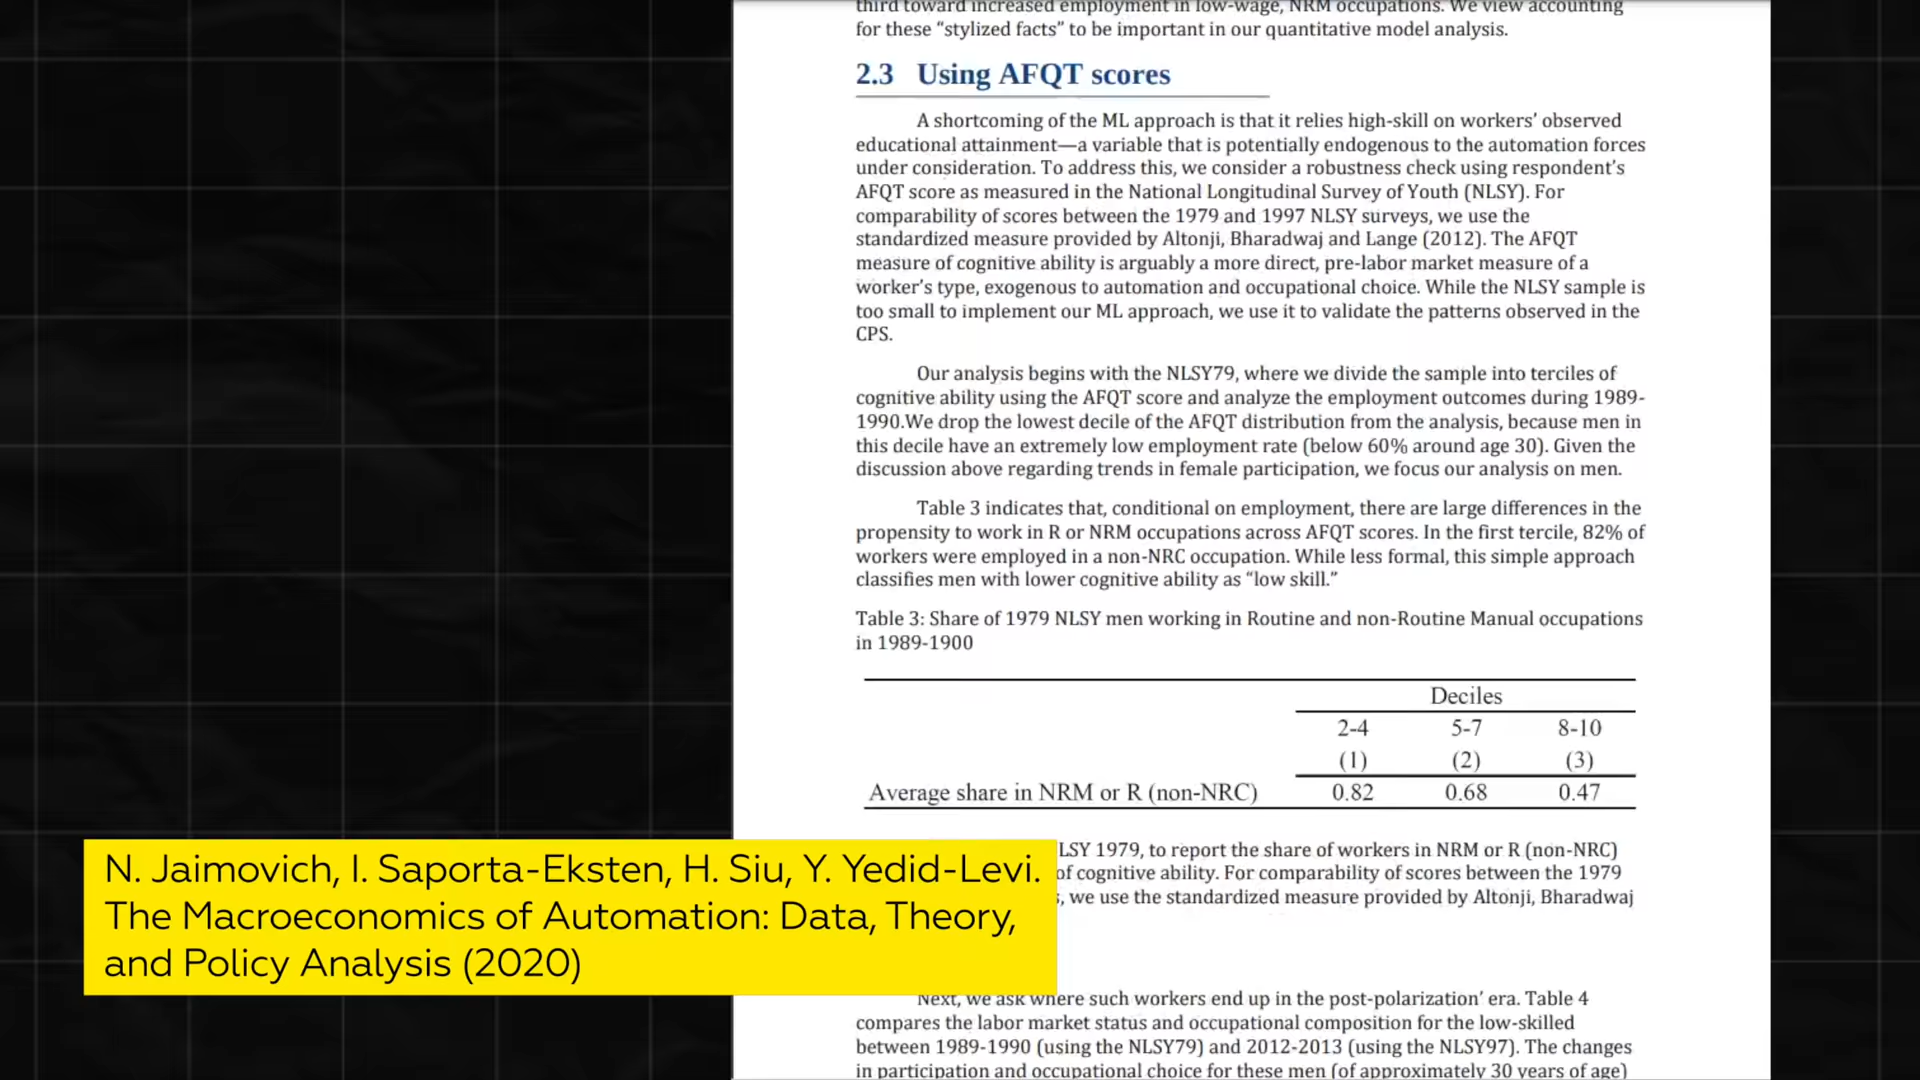 third toward increased employment in low-wage, NRM occupations. We view accounting
for these “stylized facts” to be important in our quantitative model analysis.
2.3 Using AFQT scores
A shortcoming of the ML approach is that it relies high-skill on workers’ observed
educational attainment—a variable that is potentially endogenous to the automation forces
under consideration. To address this, we consider a robustness check using respondent’s
AFQT score as measured in the National Longitudinal Survey of Youth (NLSY). For
comparability of scores between the 1979 and 1997 NLSY surveys, we use the
standardized measure provided by Altonji, Bharadwaj and Lange (2012). The AFQT
measure of cognitive ability is arguably a more direct, pre-labor market measure of a
worker’s type, exogenous to automation and occupational choice. While the NLSY sample is
too small to implement our ML approach, we use it to validate the patterns observed in the
CPS.
Our analysis begins with the NLSY79, where we divide the sample into terciles of
cognitive ability using the AFQT score and analyze the employment outcomes during 1989-
1990.We drop the lowest decile of the AFQT distribution from the analysis, because men in
this decile have an extremely low employment rate (below 60% around age 30). Given the
discussion above regarding trends in female participation, we focus our analysis on men.
Table 3 indicates that, conditional on employment, there are large differences in the
propensity to work in R or NRM occupations across AFQT scores. In the first tercile, 82% of
workers were employed in a non-NRC occupation. While less formal, this simple approach
classifies men with lower cognitive ability as “low skill.”
Table 3: Share of 1979 NLSY men working in Routine and non-Routine Manual occupations
in 1989-1900
Deciles
2-4 5-7 8-10
(1) (2) (3)
Average share in NRM or R (non-NRC) 0.82 0.68 0.47
LSY 1979, to report the share of workers in NRM or R (non-NRC)
of cognitive ability. For comparability of scores between the 1979
, we use the standardized measure provided by Altonji, Bharadwaj
N. Jaimovich, I. Saporta-Eksten, H. Siu, Y. Yedid-Levi.
The Macroeconomics of Automation: Data, Theory,
and Policy Analysis (2020)
Next, we ask where such workers end up in the post-polarization’ era. Table 4
compares the labor market status and occupational composition for the low-skilled
between 1989-1990 (using the NLSY79) and 2012-2013 (using the NLSY97). The changes
in participation and occupational choice for these men (of approximately 30 years of age)